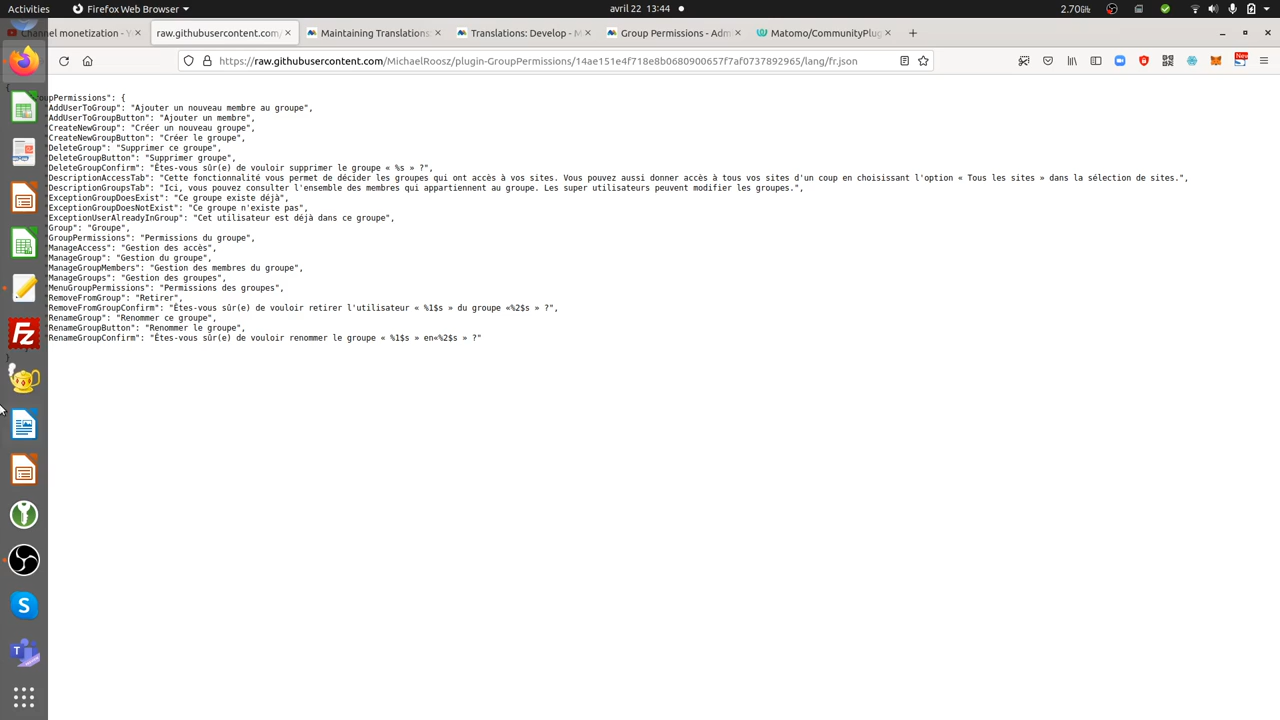 Activities
Firefox Web Browser
avril 22 13:44
2.70GHz
Channel monetization - Y
raw.githubusercontent.com/
Maintaining Translations:
Translations: Develop - M
Group Permissions - Adm
Matomo/CommunityPlug
https://raw.githubusercontent.com/MichaelRoosz/plugin-GroupPermissions/14ae151e4f718e8b0680900657f7af0737892965/lang/fr.json
New
{
oupPermissions": {
"AddUserToGroup": "Ajouter un nouveau membre au groupe",
"AddUserToGroupButton": "Ajouter un membre",
"CreateNewGroup": "Créer un nouveau groupe",
"CreateNewGroupButton": "Créer le groupe",
"DeleteGroup": "Supprimer ce groupe",
"DeleteGroupButton": "Supprimer groupe",
"DeleteGroupConfirm": "Êtes-vous sûr(e) de vouloir supprimer le groupe « %s » ?",
"DescriptionAccessTab": "Cette fonctionnalité vous permet de décider les groupes qui ont accès à vos sites. Vous pouvez aussi donner accès à tous vos sites d'un coup en choisissant l'option « Tous les sites » dans la sélection de sites.",
"DescriptionGroupsTab": "Ici, vous pouvez consulter l'ensemble des membres qui appartiennent au groupe. Les super utilisateurs peuvent modifier les groupes.",
"ExceptionGroupDoesExist": "Ce groupe existe déjà",
"ExceptionGroupDoesNotExist": "Ce groupe n'existe pas",
"ExceptionUserAlreadyInGroup": "Cet utilisateur est déjà dans ce groupe",
"Group": "Groupe",
"GroupPermissions": "Permissions du groupe",
"ManageAccess": "Gestion des accès",
"ManageGroup": "Gestion du groupe",
"ManageGroupMembers": "Gestion des membres du groupe",
"ManageGroups": "Gestion des groupes",
"MenuGroupPermissions": "Permissions des groupes",
"RemoveFromGroup": "Retirer",
"RemoveFromGroupConfirm": "Êtes-vous sûr(e) de vouloir retirer l'utilisateur « %1$s » du groupe «%2$s » ?",
"RenameGroup": "Renommer ce groupe",
"RenameGroupButton": "Renommer le groupe",
"RenameGroupConfirm": "Êtes-vous sûr(e) de vouloir renommer le groupe « %1$s » en«%2$s » ?"
}